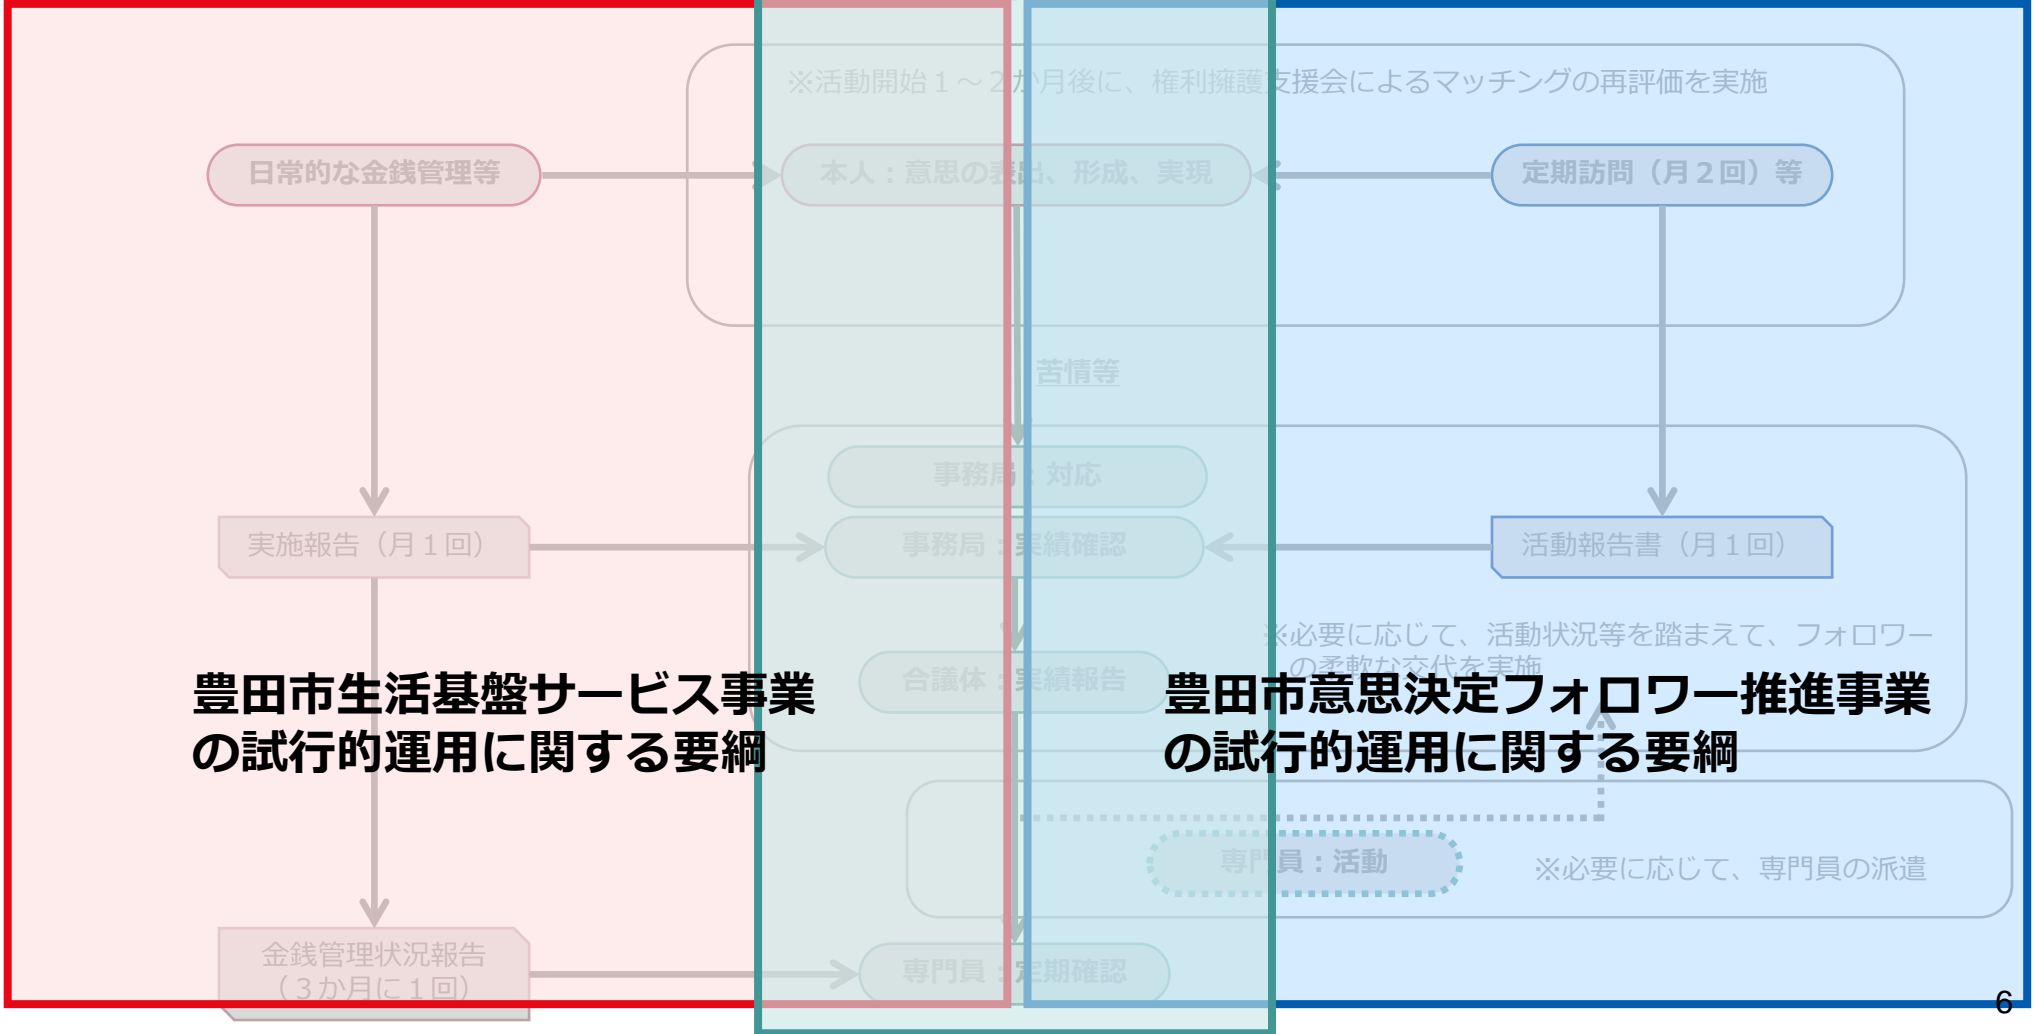 ※活動開始１～２か月後に、権利擁護支援会によるマッチングの再評価を実施
日常的な金銭管理等
本人：意思の表出、形成、実現
定期訪問（月２回）等
苦情等
事務局：対応
実施報告（月１回）
事務局：実績確認
活動報告書（月１回）
※必要に応じて、活動状況等を踏まえて、フォロワー
の柔軟な交代を実施
合議体：実績報告
豊田市生活基盤サービス事業
の試行的運用に関する要綱
豊田市意思決定フォロワー推進事業
の試行的運用に関する要綱
専門員：活動
※必要に応じて、専門員の派遣
金銭管理状況報告
（３か月に１回）
専門員：定期確認
6